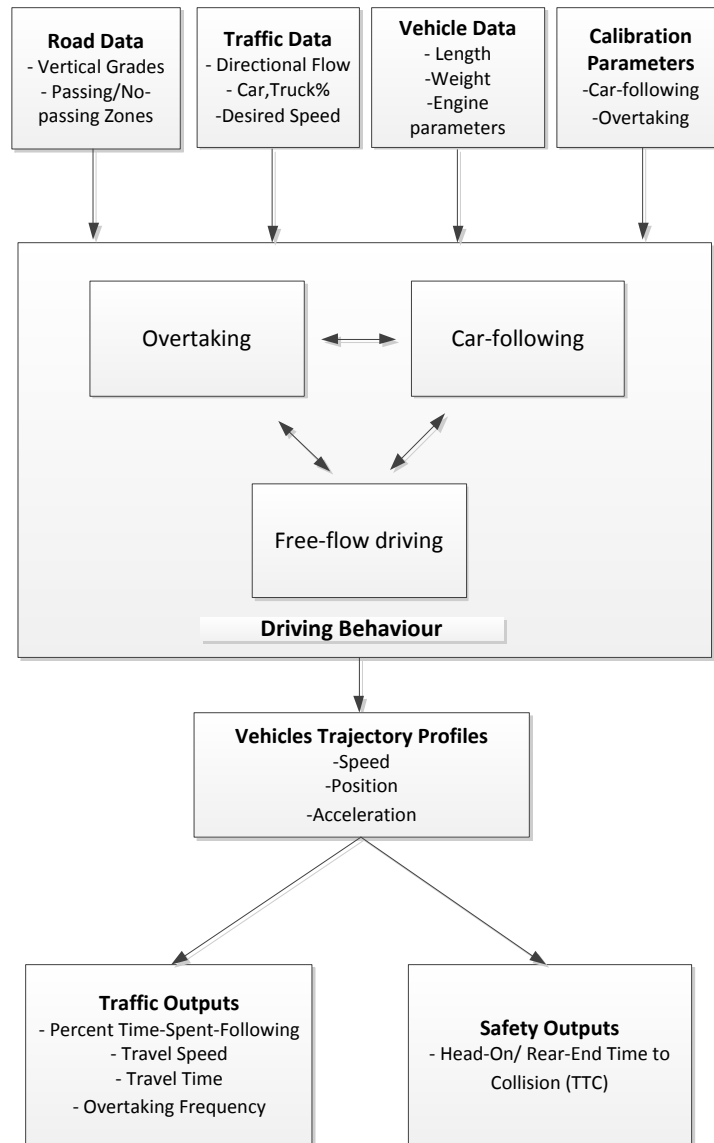 Road Data
- Vertical Grades
- Passing/No-
passing Zones
Traffic Data
- Directional Flow
- Car,Truck%
-Desired Speed
Vehicle Data
- Length
- Weight
-Engine
parameters
Calibration
Parameters
-Car-following
-Overtaking
Overtaking
Car-following
Free-flow driving
Driving Behaviour
Vehicles Trajectory Profiles
-Speed
-Position
-Acceleration
Traffic Outputs
- Percent Time-Spent-Following
- Travel Speed
- Travel Time
- Overtaking Frequency
Safety Outputs
- Head-On/ Rear-End Time to
Collision (TTC)